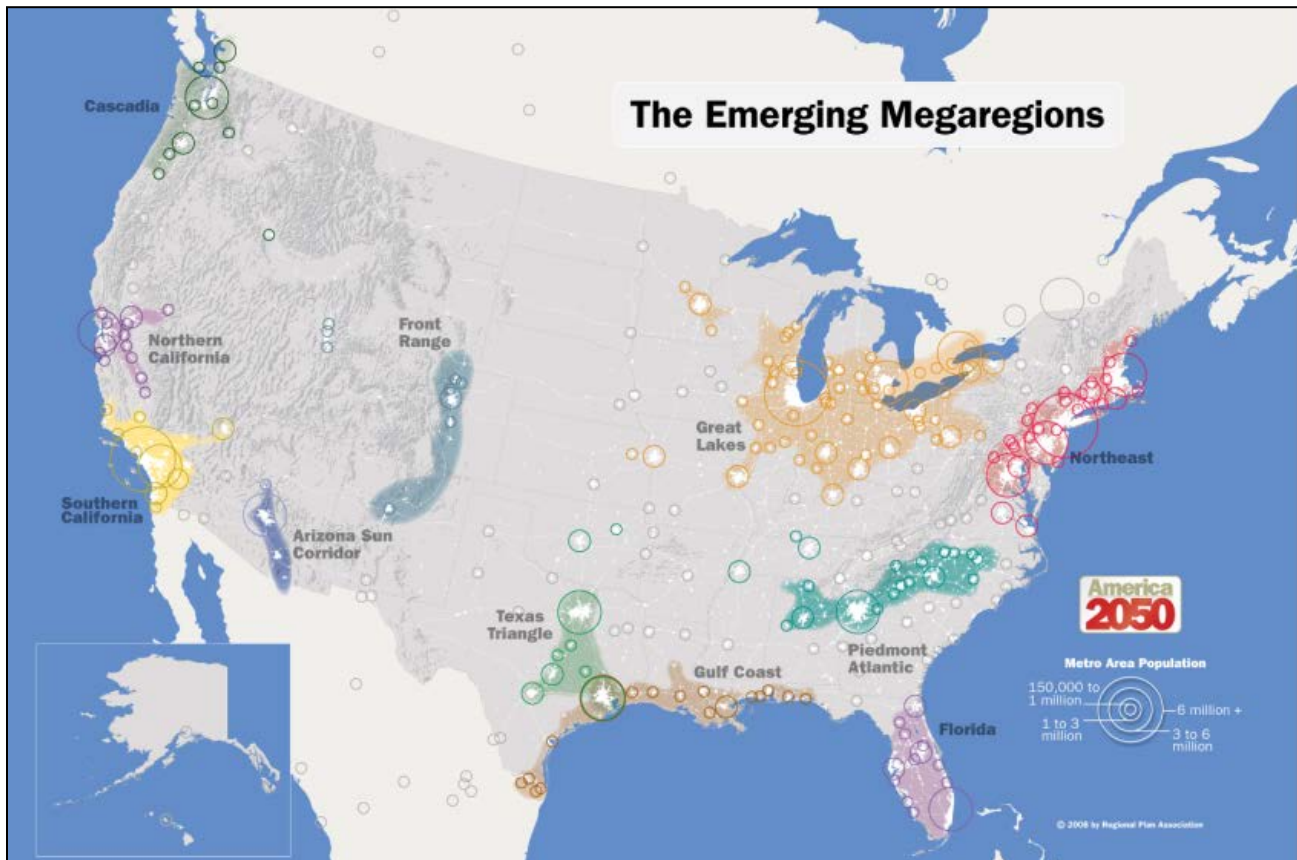 The Emerging Megaregions
Cascadia
Northern
California
Front
Range
Great
Lakes
Northeast
Southern
California
Arizona Sun
Corridor
Texas
Triangle
Gulf Coast
Piedmont
Atlantic
Florida
America
2050
Metro Area Population
150,000 to
1 million
1 to 3
million
6 million +
3 to 6
million
© 2008 by Regional Plan Association